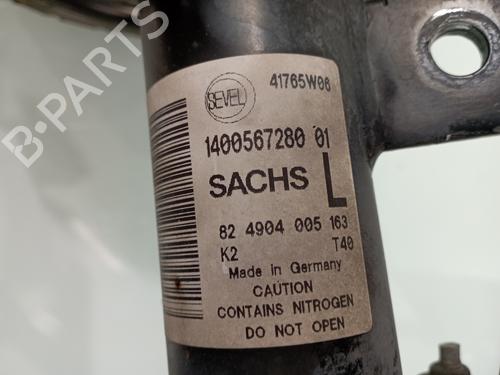 SEVEL
41765W06
1400567280 01
SACHS L
82 4904 005 163
K2 T40
Made in Germany
CAUTION
CONTAINS NITROGEN
DO NOT OPEN
B-PARTS